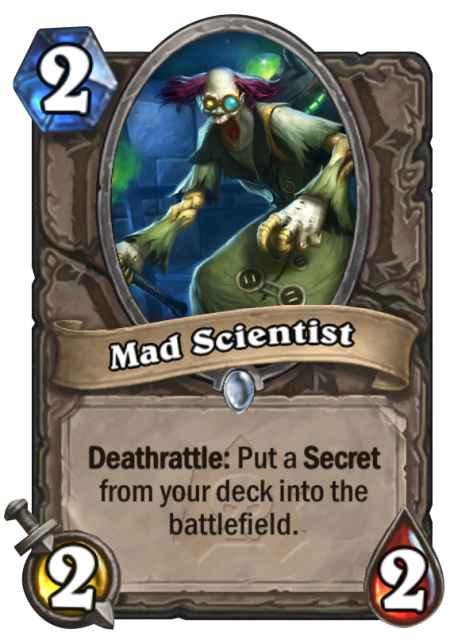 2
Mad Scientist
Deathrattle: Put a Secret
from your deck into the
battlefield.
2
2